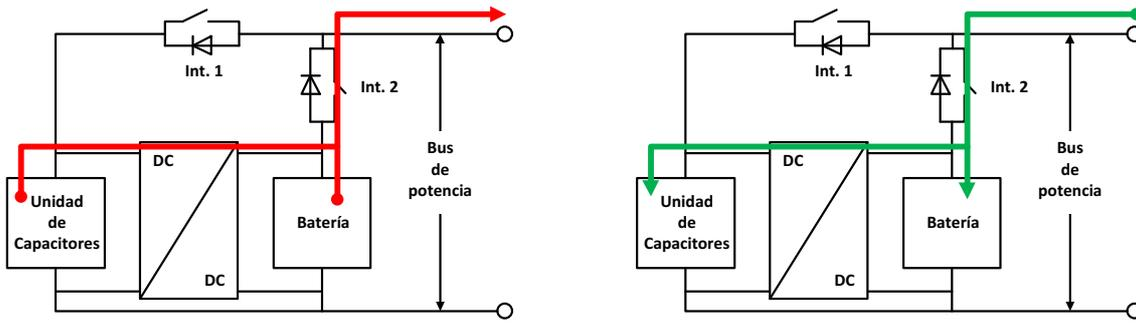 Int. 1
Int. 2
DC
Bus
de
potencia
Unidad
de
Capacitores
Batería
DC
Int. 1
Int. 2
DC
Bus
de
potencia
Unidad
de
Capacitores
Batería
DC